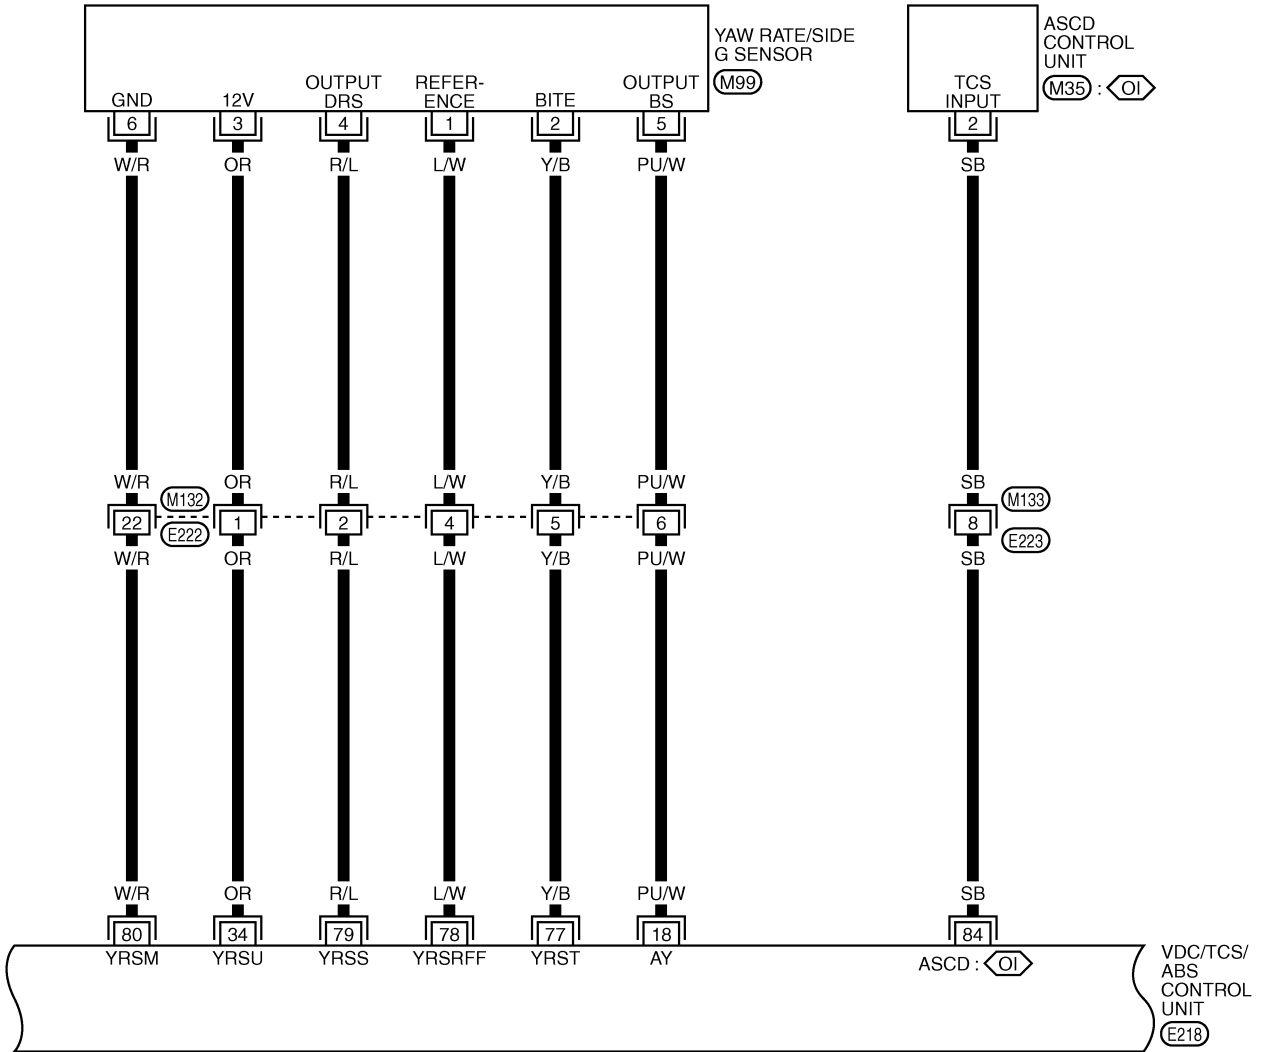 YAW RATE/SIDE
G SENSOR
M99
ASCD
CONTROL
UNIT
M35 : OI
GND
12V
OUTPUT
DRS
REFER-
ENCE
BITE
OUTPUT
BS
TCS
INPUT
6 3 4 1 2 5 2
W/R OR R/L L/W Y/B PU/W SB
W/R OR R/L L/W Y/B PU/W SB
M132 M133
22 1 2 4 5 6 8
E222 E223
W/R OR R/L L/W Y/B PU/W SB
W/R OR R/L L/W Y/B PU/W SB
80 34 79 78 77 18 84
YRSM YRSU YRSS YRSRFF YRST AY ASCD : OI
VDC/TCS/
ABS
CONTROL
UNIT
E218